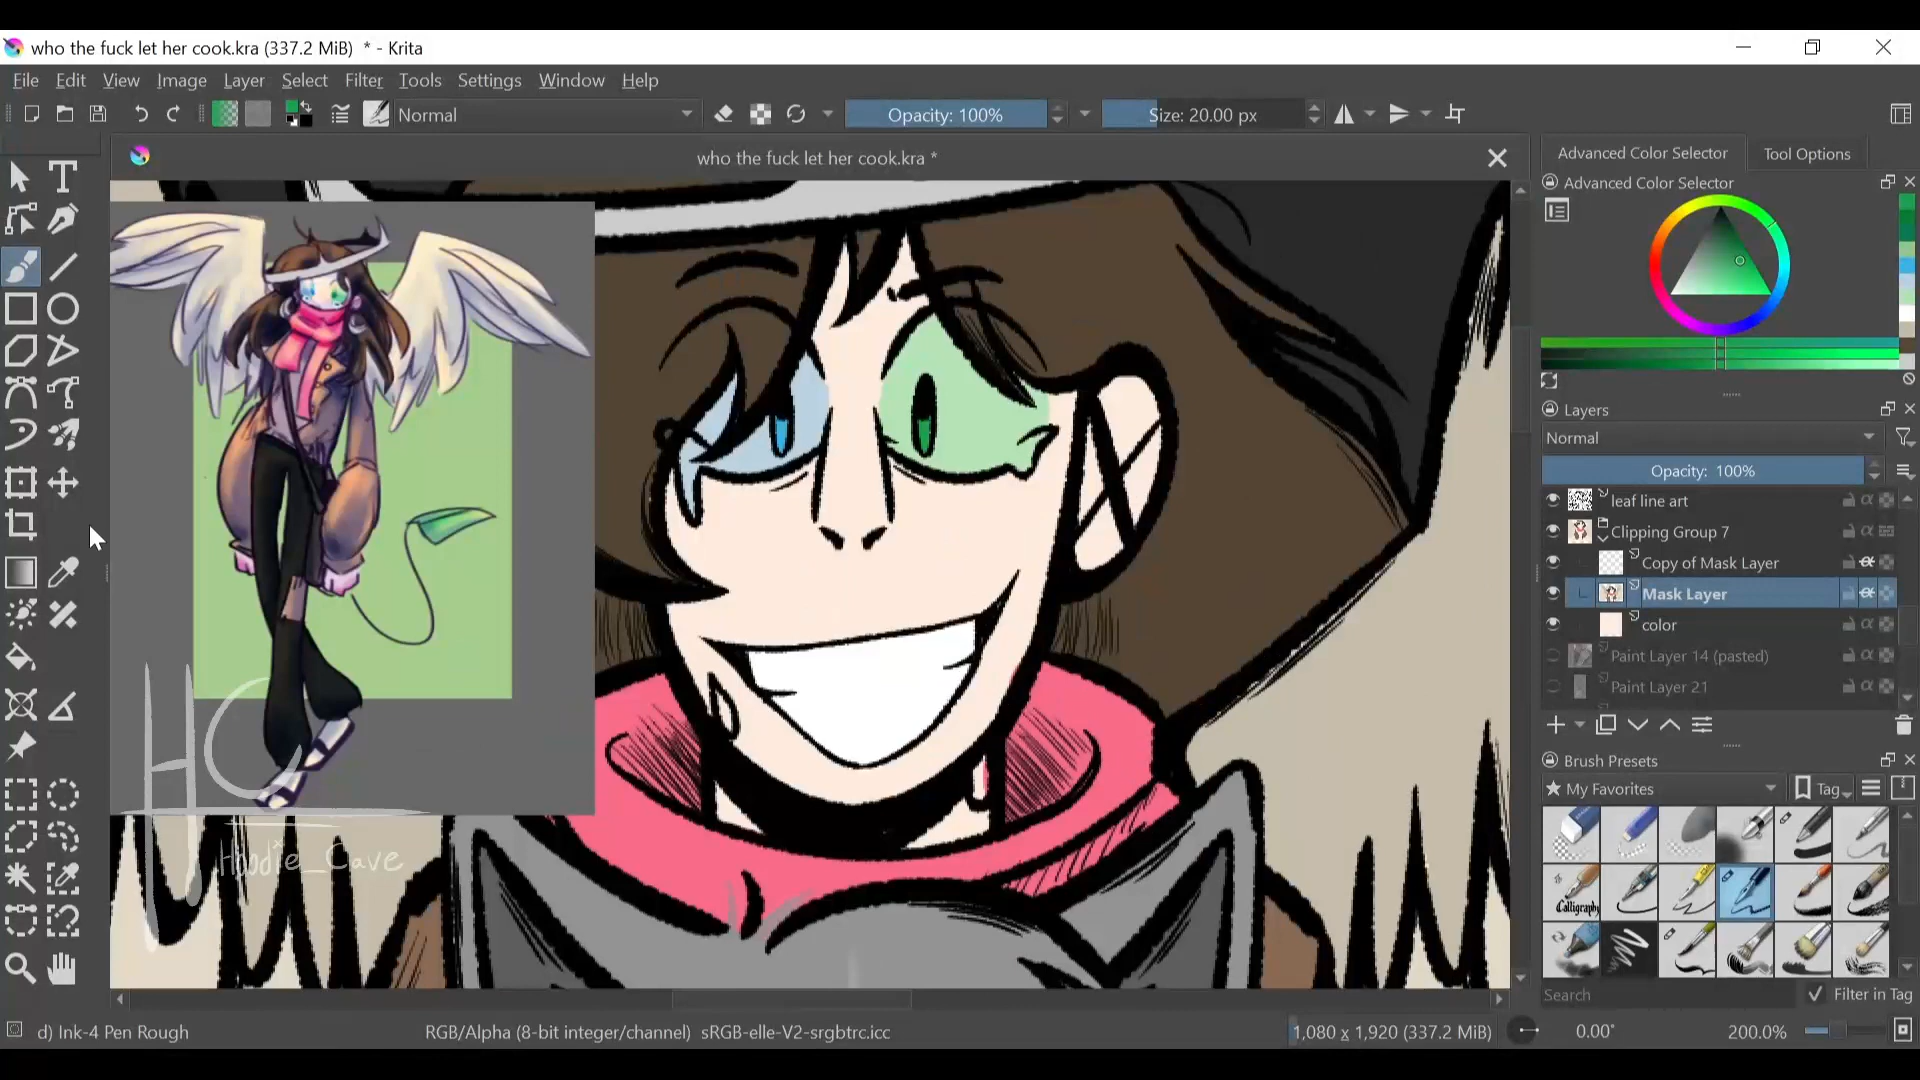 who the fuck let her cook.kra (337.2 MiB) * - Krita
File Edit View Image Layer Select Filter Tools Settings Window Help
Normal Opacity: 100% Size: 20.00 px
who the fuck let her cook.kra *
Advanced Color Selector Tool Options
Advanced Color Selector
Layers
Normal
Opacity: 100%
leaf line art
Clipping Group 7
Copy of Mask Layer
Mask Layer
color
Paint Layer 14 (pasted)
Paint Layer 21
Brush Presets
My Favorites Tag
Calligraphy
Search Filter in Tag
HC
Hoodie_Cave
d) Ink-4 Pen Rough RGB/Alpha (8-bit integer/channel) sRGB-elle-V2-srgbtrc.icc 1,080 x 1,920 (337.2 MiB) 0.00° 200.0%